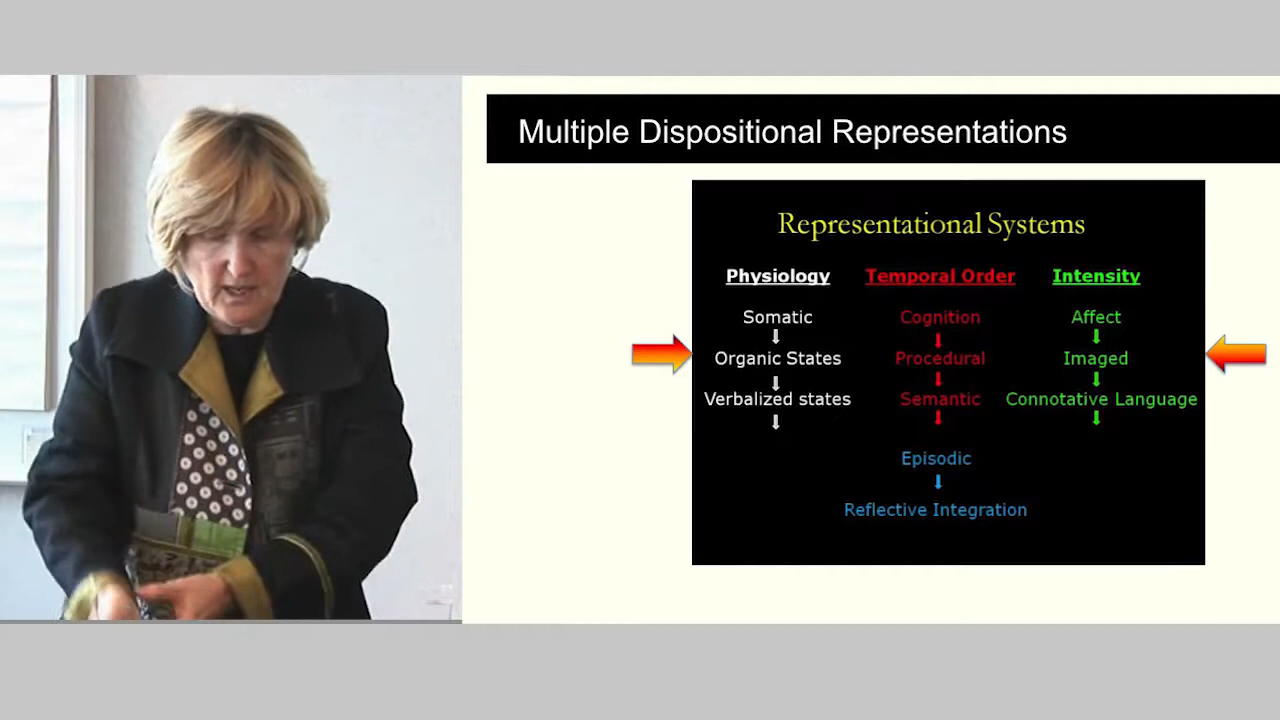 Multiple Dispositional Representations
Representational Systems
Physiology Temporal Order Intensity
Somatic Cognition Affect
Organic States Procedural Imaged
Verbalized states Semantic Connotative Language
Episodic
Reflective Integration